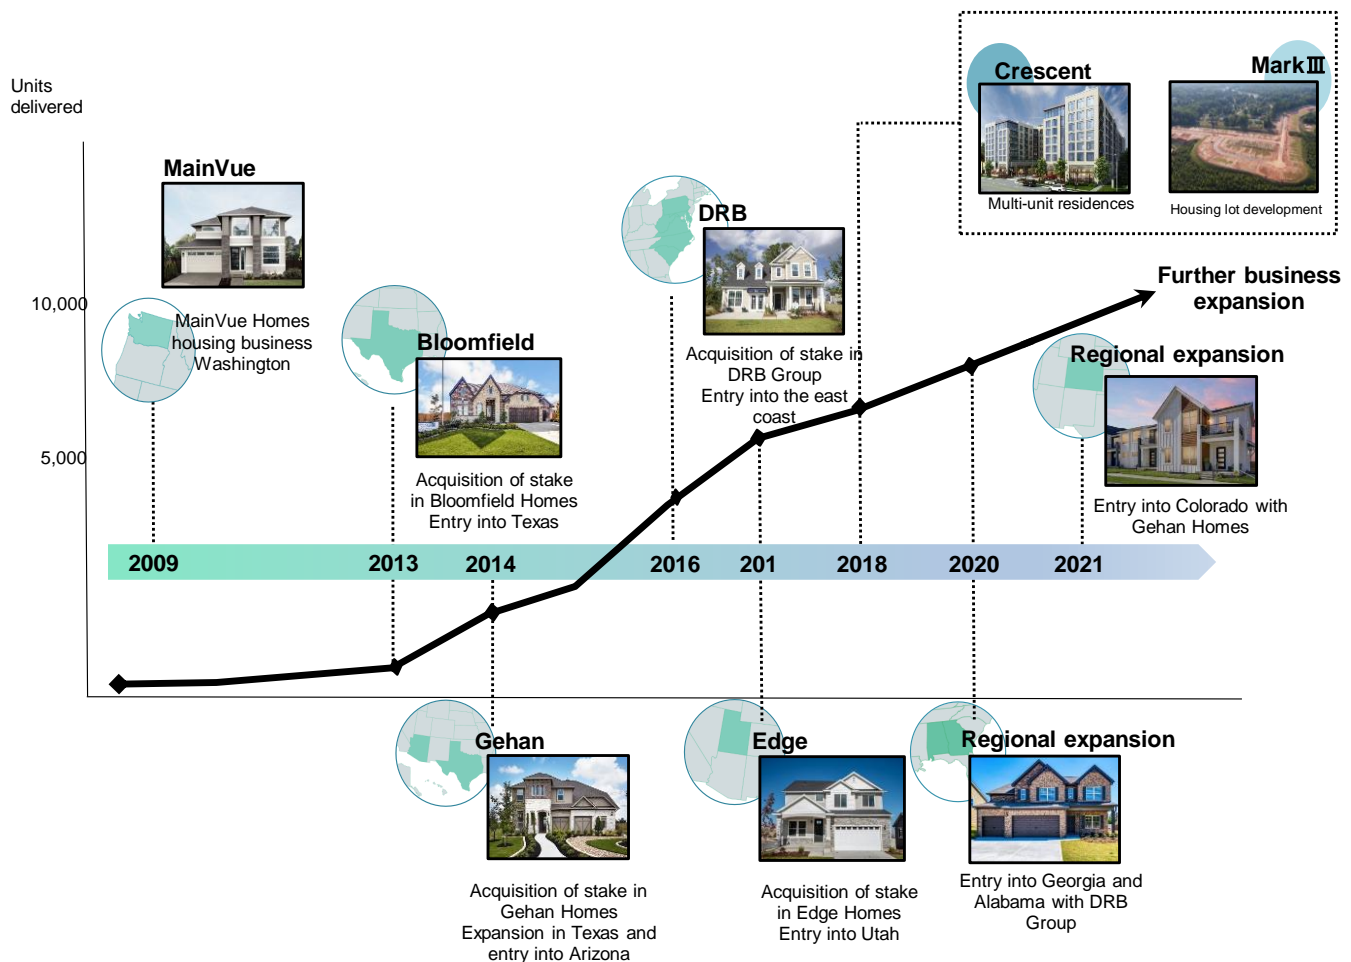 Units
delivered
10,000
5,000
Crescent
Multi-unit residences
MarkⅢ
Housing lot development
MainVue
MainVue Homes
housing business
Washington
Bloomfield
Acquisition of stake
in Bloomfield Homes
Entry into Texas
DRB
Acquisition of stake in
DRB Group
Entry into the east
coast
Further business
expansion
Regional expansion
Entry into Colorado with
Gehan Homes
2009
2013
2014
2016
201
2018
2020
2021
Gehan
Acquisition of stake in
Gehan Homes
Expansion in Texas and
entry into Arizona
Edge
Acquisition of stake
in Edge Homes
Entry into Utah
Regional expansion
Entry into Georgia and
Alabama with DRB
Group